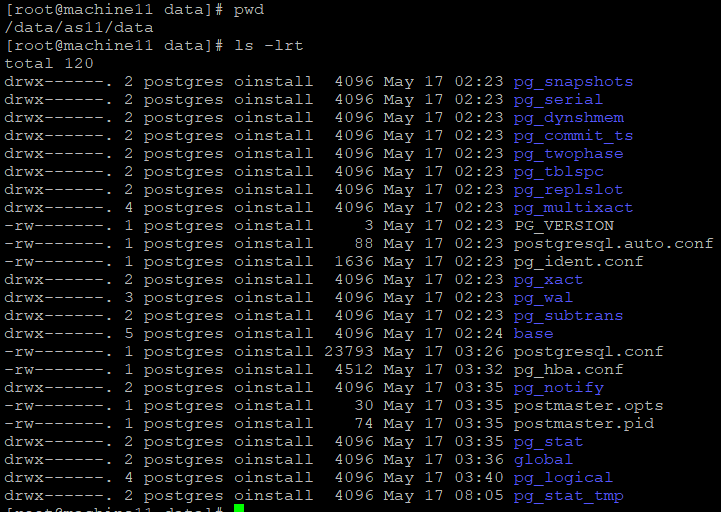 [root@machine11 data]# pwd
/data/as11/data
[root@machine11 data]# ls -lrt
total 120
drwx------. 2 postgres oinstall  4096 May 17 02:23 pg_snapshots
drwx------. 2 postgres oinstall  4096 May 17 02:23 pg_serial
drwx------. 2 postgres oinstall  4096 May 17 02:23 pg_dynshmem
drwx------. 2 postgres oinstall  4096 May 17 02:23 pg_commit_ts
drwx------. 2 postgres oinstall  4096 May 17 02:23 pg_twophase
drwx------. 2 postgres oinstall  4096 May 17 02:23 pg_tblspc
drwx------. 2 postgres oinstall  4096 May 17 02:23 pg_replslot
drwx------. 4 postgres oinstall  4096 May 17 02:23 pg_multixact
-rw-------. 1 postgres oinstall     3 May 17 02:23 PG_VERSION
-rw-------. 1 postgres oinstall    88 May 17 02:23 postgresql.auto.conf
-rw-------. 1 postgres oinstall  1636 May 17 02:23 pg_ident.conf
drwx------. 2 postgres oinstall  4096 May 17 02:23 pg_xact
drwx------. 3 postgres oinstall  4096 May 17 02:23 pg_wal
drwx------. 2 postgres oinstall  4096 May 17 02:23 pg_subtrans
drwx------. 5 postgres oinstall  4096 May 17 02:24 base
-rw-------. 1 postgres oinstall 23793 May 17 03:26 postgresql.conf
-rw-------. 1 postgres oinstall  4512 May 17 03:32 pg_hba.conf
drwx------. 2 postgres oinstall  4096 May 17 03:35 pg_notify
-rw-------. 1 postgres oinstall    30 May 17 03:35 postmaster.opts
-rw-------. 1 postgres oinstall    74 May 17 03:35 postmaster.pid
drwx------. 2 postgres oinstall  4096 May 17 03:35 pg_stat
drwx------. 2 postgres oinstall  4096 May 17 03:36 global
drwx------. 4 postgres oinstall  4096 May 17 03:40 pg_logical
drwx------. 2 postgres oinstall  4096 May 17 08:05 pg_stat_tmp
[root@machine11 data]#